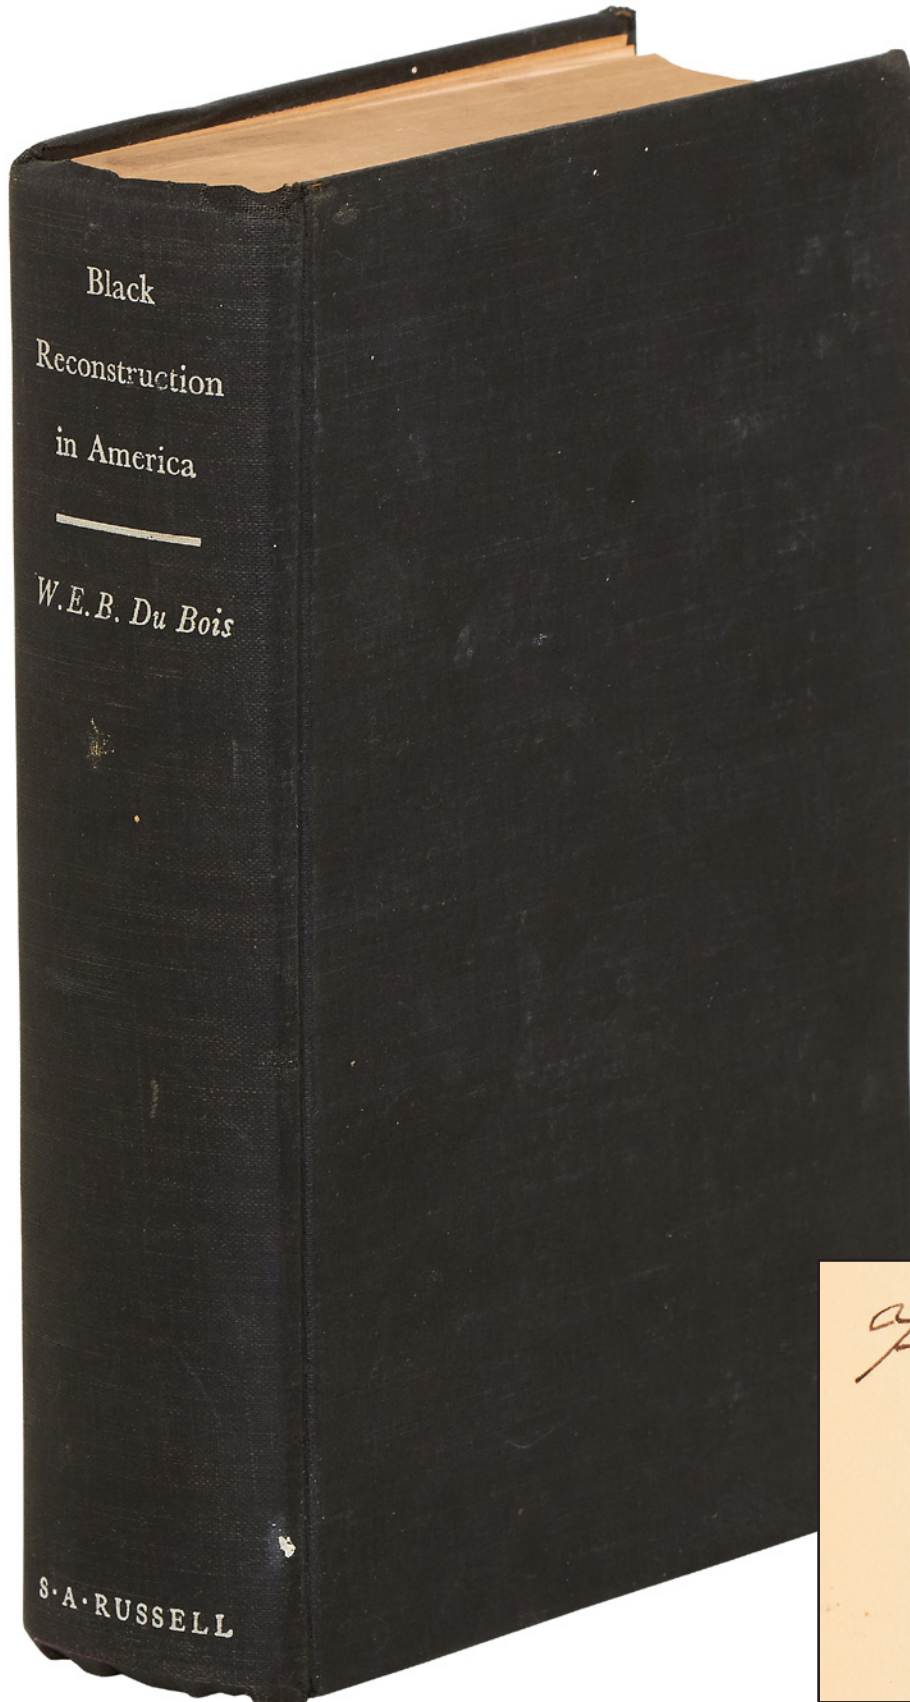 Black
Reconstruction
in America
W.E.B. Du Bois
S·A·RUSSELL